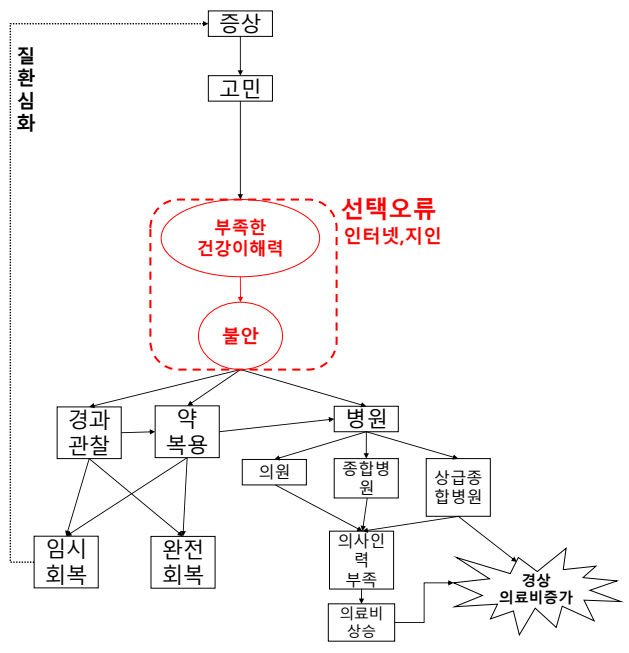 증상
질
환
심
화
고민
선택오류
인터넷,지인
부족한
건강이해력
불안
경과
관찰
약
복용
병원
의원
종합병
원
상급종
합병원
임시
회복
완전
회복
의사인
력
부족
경상
의료비증가
의료비
상승